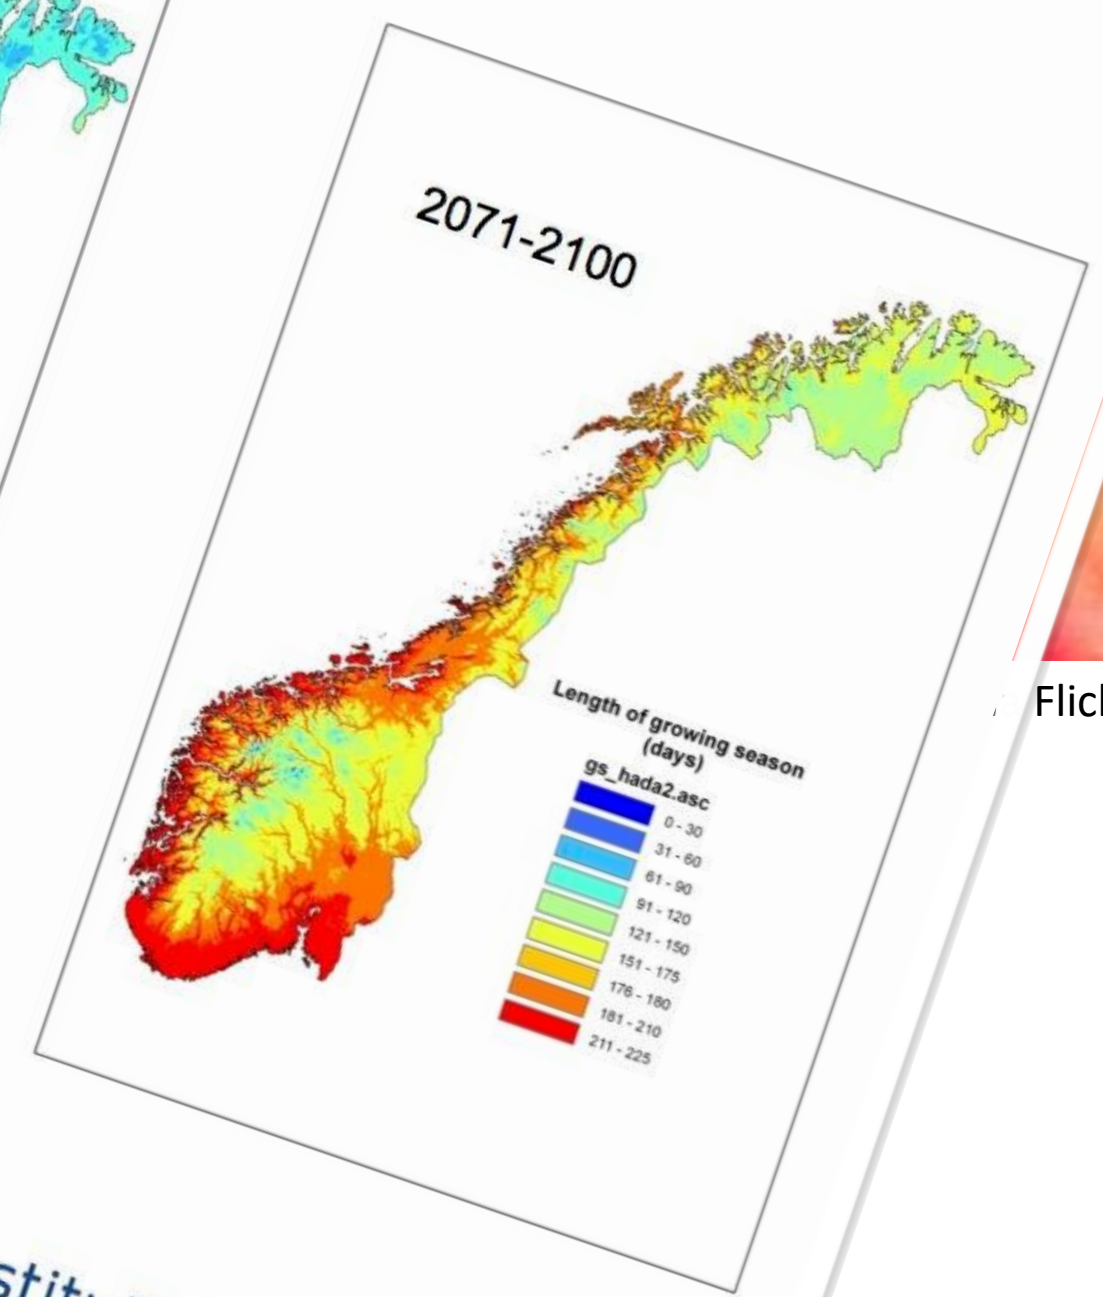 2071-2100
Length of growing season
(days)
gs_hada2.asc
0 - 30
31 - 60
61 - 90
91 - 120
121 - 150
151 - 175
176 - 180
181 - 210
211 - 225